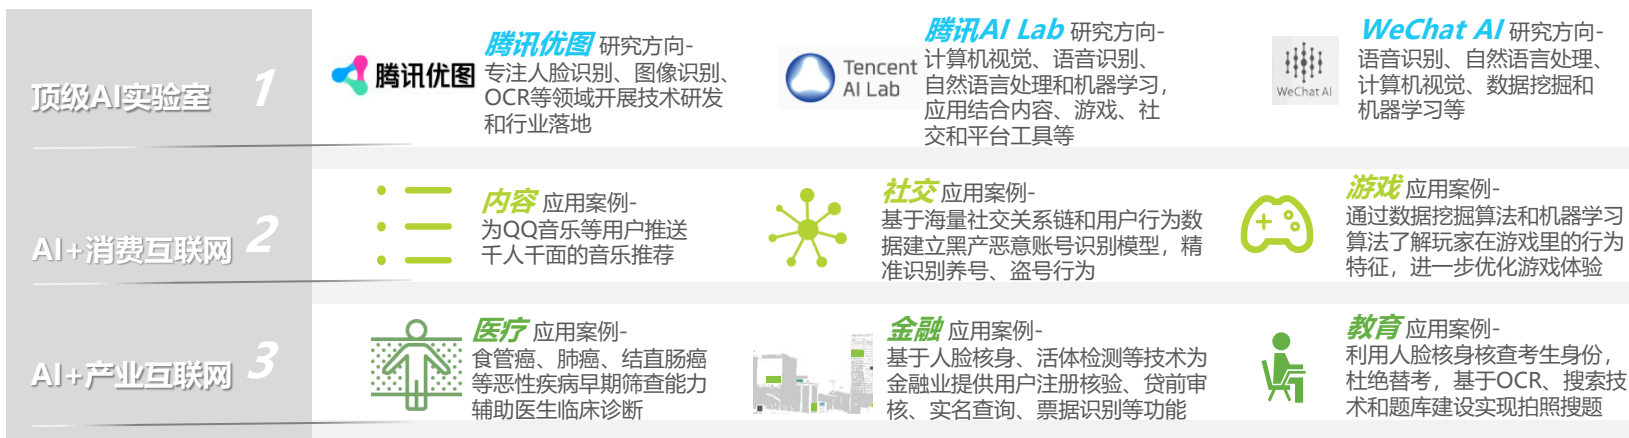 顶级AI实验室 1
腾讯优图
腾讯优图 研究方向-
专注人脸识别、图像识别、
OCR等领域开展技术研发
和行业落地
Tencent
AI Lab
腾讯AI Lab 研究方向-
计算机视觉、语音识别、
自然语言处理和机器学习，
应用结合内容、游戏、社
交和平台工具等
WeChat AI
WeChat AI 研究方向-
语音识别、自然语言处理、
计算机视觉、数据挖掘和
机器学习等
AI+消费互联网 2
内容 应用案例-
为QQ音乐等用户推送
千人千面的音乐推荐
社交 应用案例-
基于海量社交关系链和用户行为数
据建立黑产恶意账号识别模型，精
准识别养号、盗号行为
游戏 应用案例-
通过数据挖掘算法和机器学习
算法了解玩家在游戏里的行为
特征，进一步优化游戏体验
AI+产业互联网 3
医疗 应用案例-
食管癌、肺癌、结直肠癌
等恶性疾病早期筛查能力
辅助医生临床诊断
金融 应用案例-
基于人脸核身、活体检测等技术为
金融业提供用户注册核验、贷前审
核、实名查询、票据识别等功能
教育 应用案例-
利用人脸核身核查考生身份，
杜绝替考，基于OCR、搜索技
术和题库建设实现拍照搜题